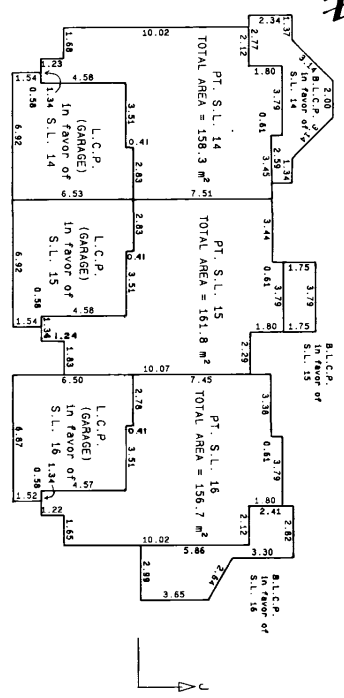 2.34
1.37
2.77
2.12
3.14
2.00
B.L.C.P.
in favor of
S.L. 14
1.80
3.79
0.61
2.59
1.34
3.45
10.02
1.68
1.23
1.54
0.58
1.34
4.58
3.51
0.41
2.83
6.92
6.53
7.51
PT. S.L. 14
TOTAL AREA = 158.3 m²
L.C.P.
(GARAGE)
in favor of
S.L. 14
3.44
0.61
1.75
3.79
3.79
1.75
1.80
2.29
B.L.C.P.
in favor of
S.L. 15
PT. S.L. 15
TOTAL AREA = 161.8 m²
L.C.P.
(GARAGE)
in favor of
S.L. 15
2.83
0.41
3.51
4.58
6.92
0.58
1.54
1.34
1.24
1.83
10.07
6.50
7.45
3.38
0.61
3.79
1.80
2.41
2.82
2.12
3.30
B.L.C.P.
in favor of
S.L. 16
PT. S.L. 16
TOTAL AREA = 156.7 m²
L.C.P.
(GARAGE)
in favor of
S.L. 16
2.78
0.41
3.51
4.57
6.87
0.58
1.34
1.52
1.22
1.65
10.02
5.86
2.99
3.65
2.64